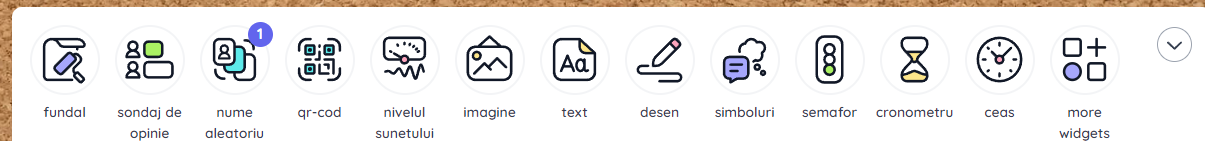 1
fundal
sondaj de
opinie
nume
aleatoriu
qr-cod
nivelul
sunetului
imagine
Aa
text
desen
simboluri
semafor
cronometru
ceas
more
widgets